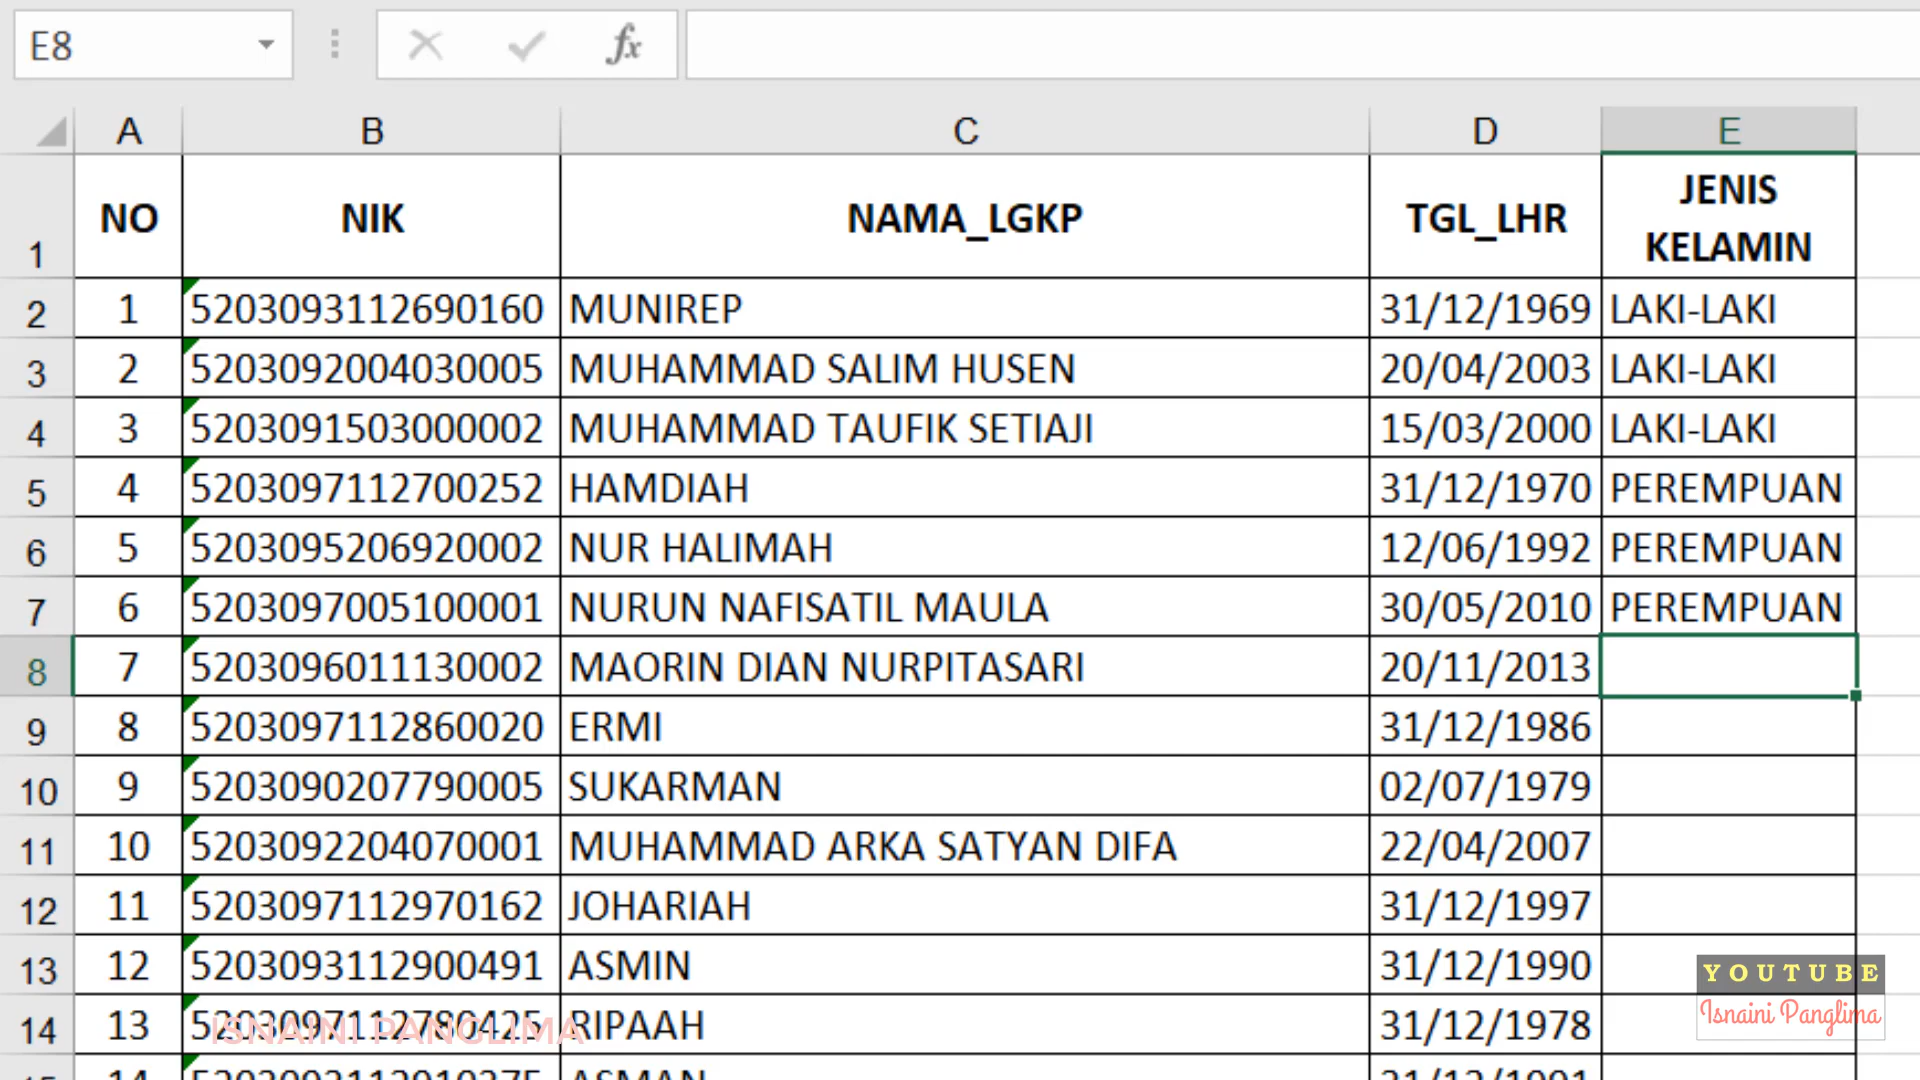 E8
fx
A B C D E
1 NO NIK NAMA_LGKP TGL_LHR JENIS KELAMIN
2 1 5203093112690160 MUNIREP 31/12/1969 LAKI-LAKI
3 2 5203092004030005 MUHAMMAD SALIM HUSEN 20/04/2003 LAKI-LAKI
4 3 5203091503000002 MUHAMMAD TAUFIK SETIAJI 15/03/2000 LAKI-LAKI
5 4 5203097112700252 HAMDIAH 31/12/1970 PEREMPUAN
6 5 5203095206920002 NUR HALIMAH 12/06/1992 PEREMPUAN
7 6 5203097005100001 NURUN NAFISATIL MAULA 30/05/2010 PEREMPUAN
8 7 5203096011130002 MAORIN DIAN NURPITASARI 20/11/2013
9 8 5203097112860020 ERMI 31/12/1986
10 9 5203090207790005 SUKARMAN 02/07/1979
11 10 5203092204070001 MUHAMMAD ARKA SATYAN DIFA 22/04/2007
12 11 5203097112970162 JOHARIAH 31/12/1997
13 12 5203093112900491 ASMIN 31/12/1990
YOUTUBE
Isnaini Panglima
14 13 5203097112780425 RIPAAH 31/12/1978
ISNAINI PANGLIMA
14 ASMAN